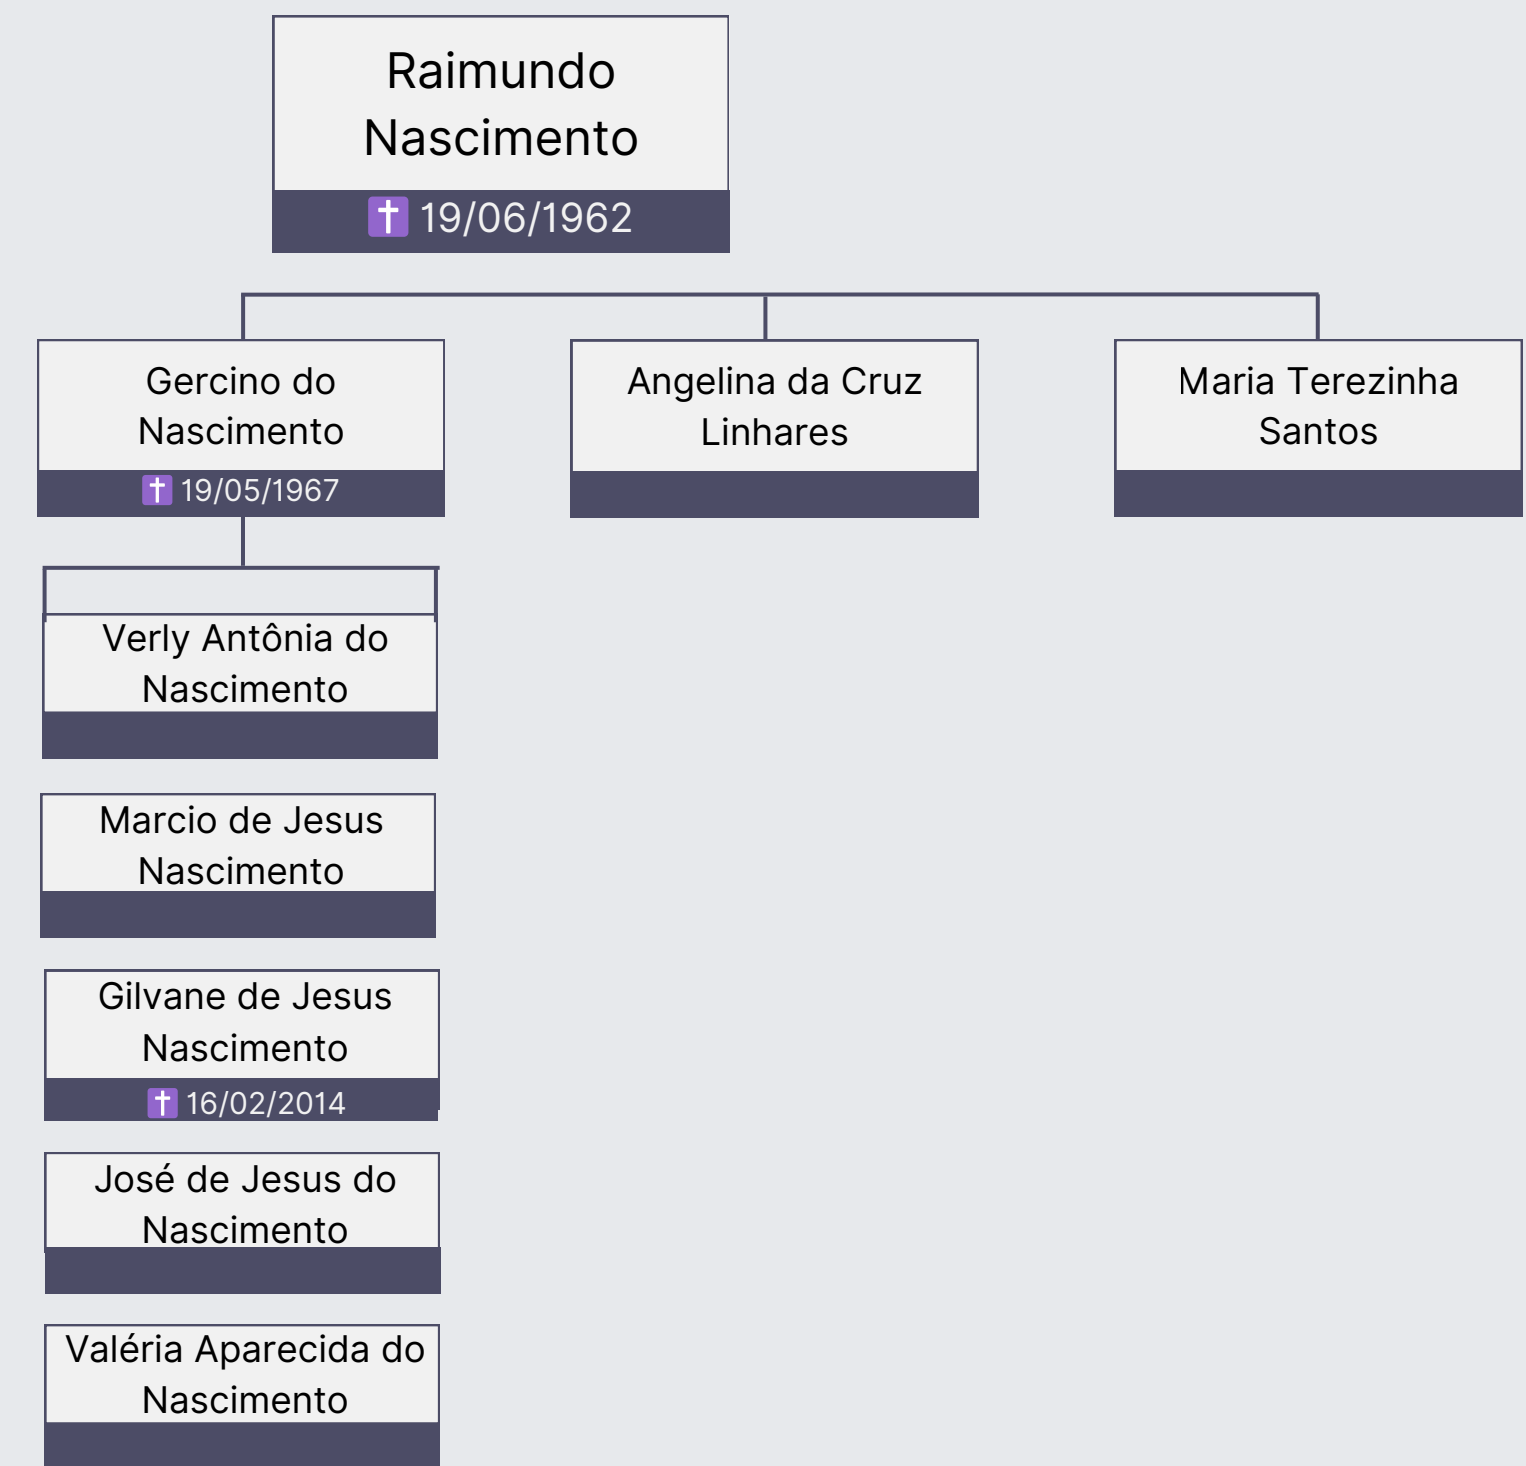 Raimundo
Nascimento
✝️ 19/06/1962
Gercino do
Nascimento
✝️ 19/05/1967
Angelina da Cruz
Linhares
Maria Terezinha
Santos
Verly Antônia do
Nascimento
Marcio de Jesus
Nascimento
Gilvane de Jesus
Nascimento
✝️ 16/02/2014
José de Jesus do
Nascimento
Valéria Aparecida do
Nascimento